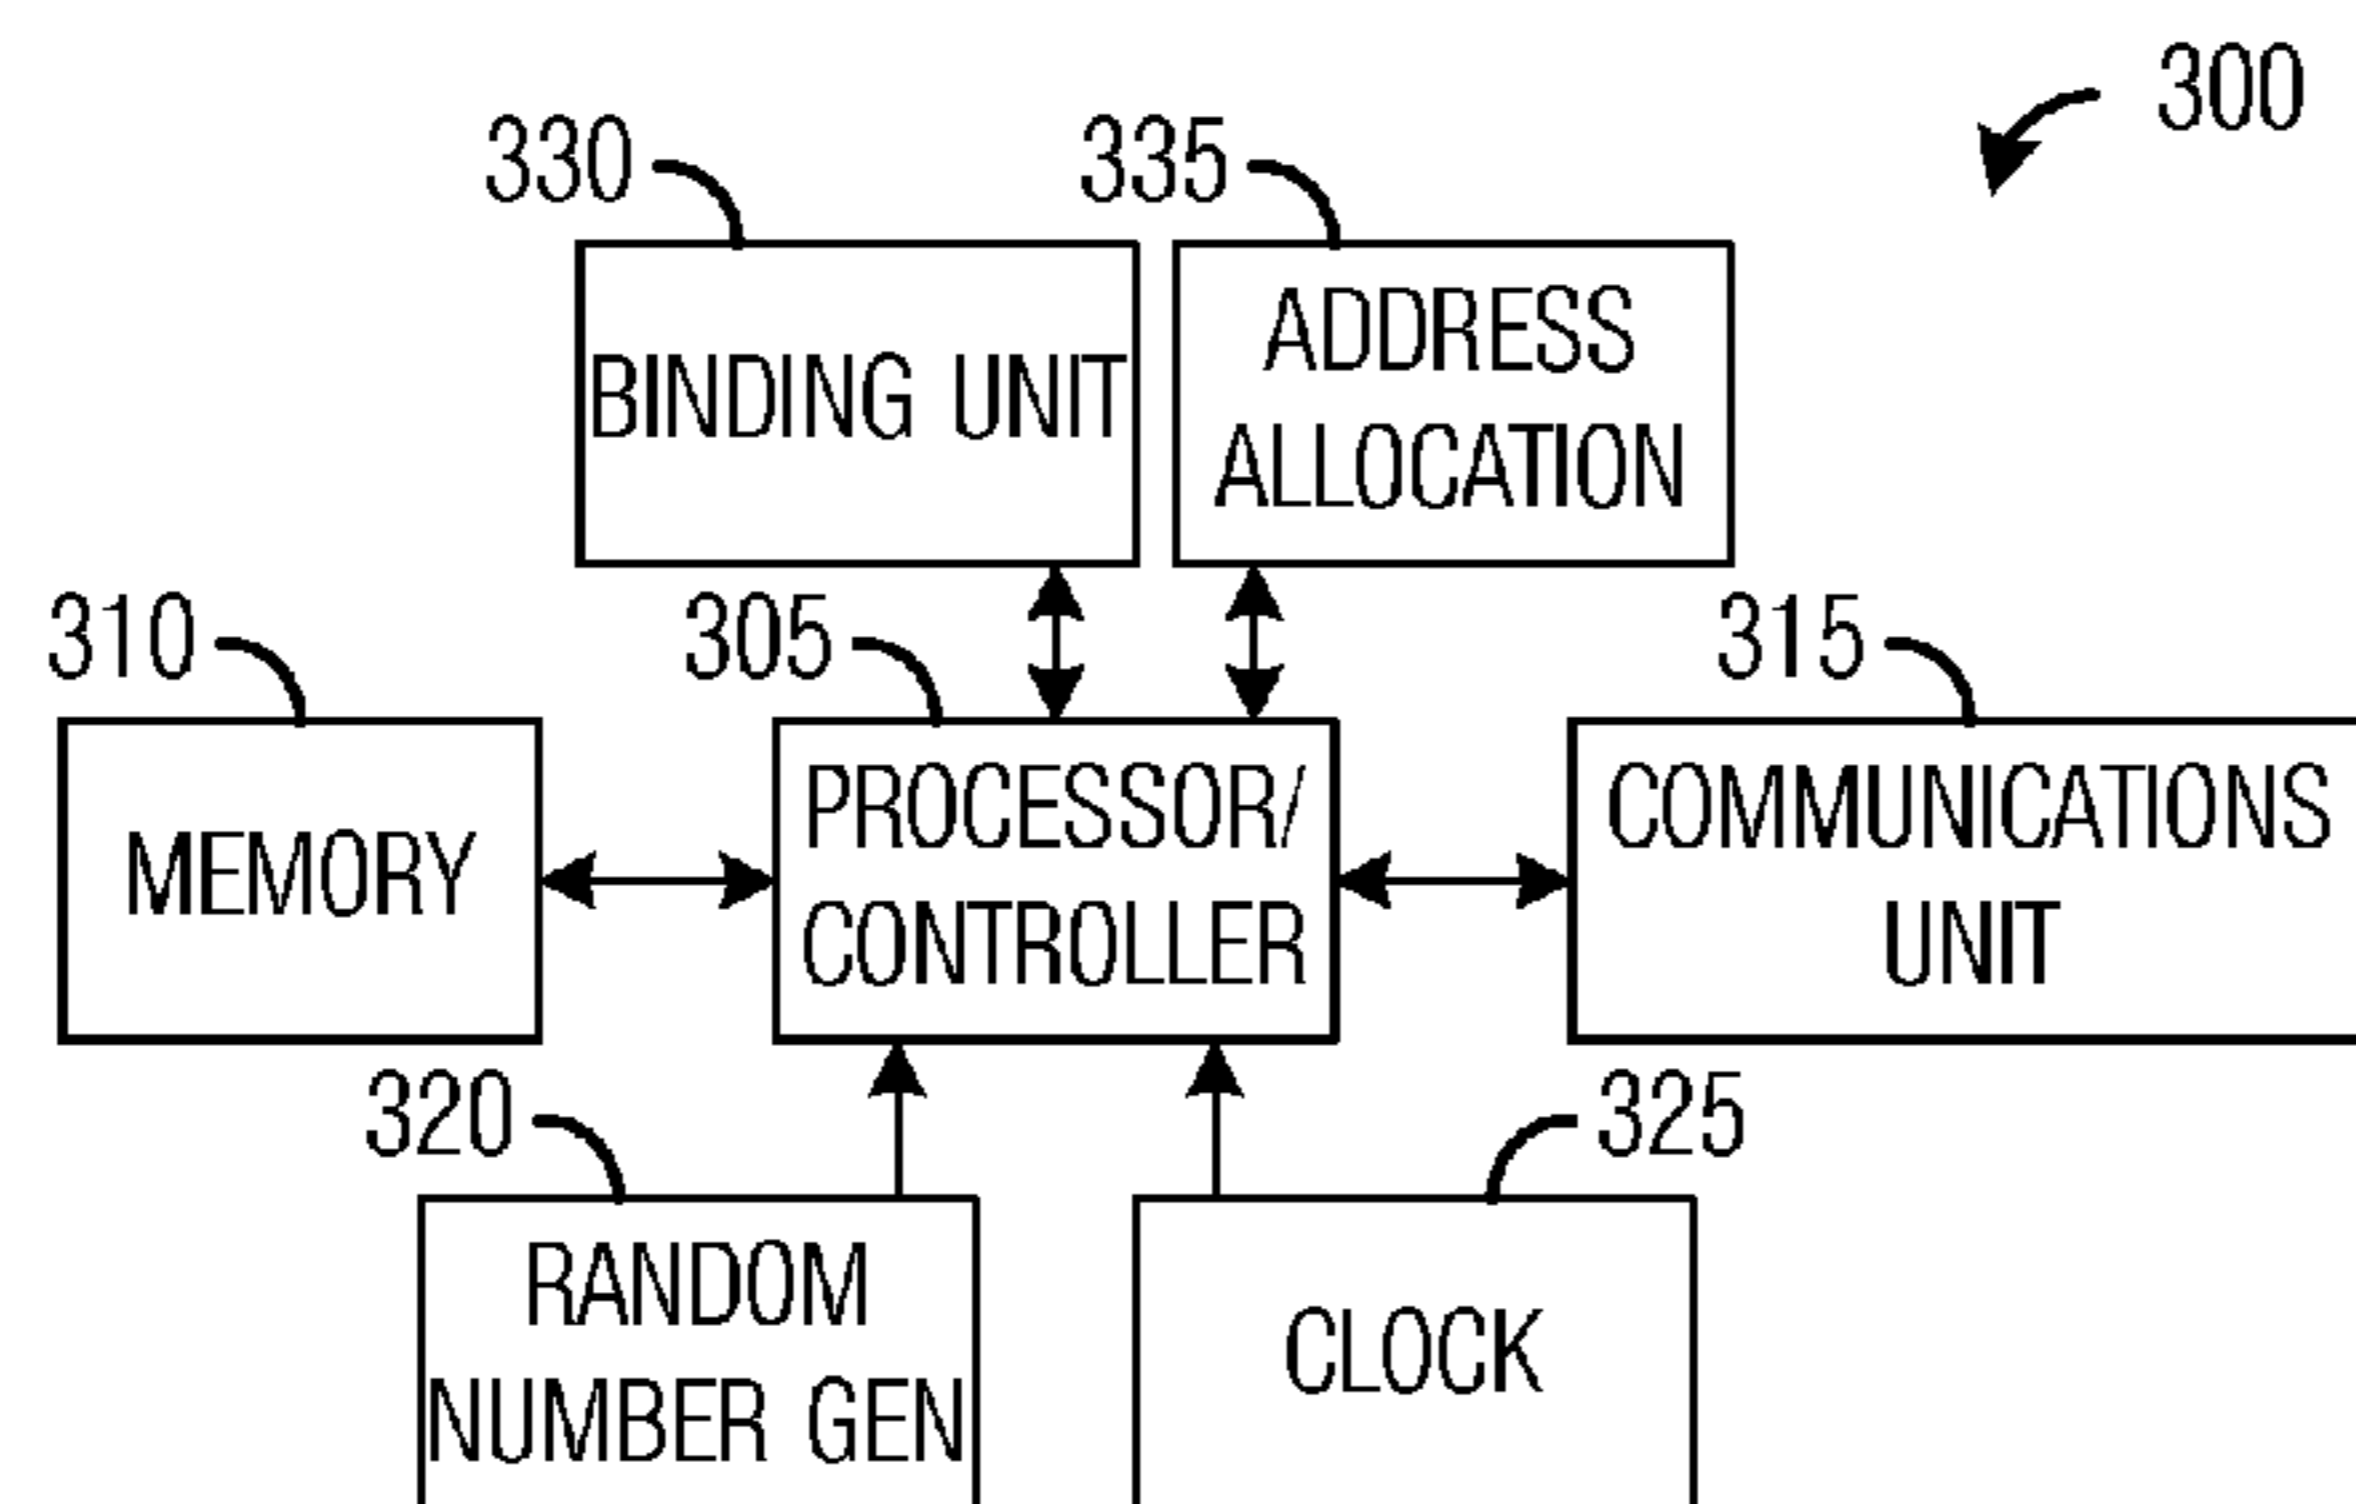 300
330
335
BINDING UNIT
ADDRESS
ALLOCATION
310
305
315
MEMORY
PROCESSOR/
CONTROLLER
COMMUNICATIONS
UNIT
320
325
RANDOM
NUMBER GEN
CLOCK